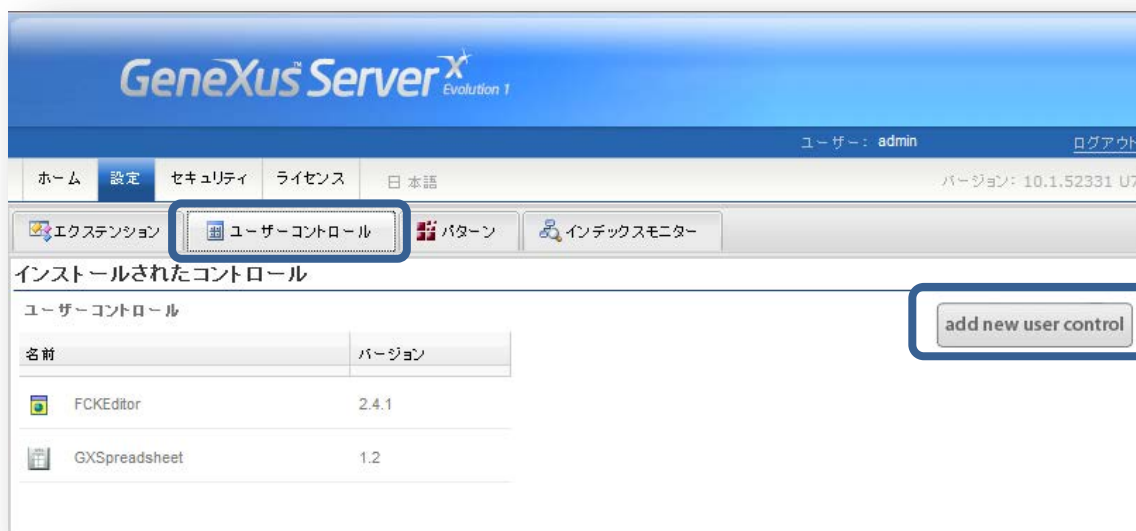 GeneXus™ Server X
Evolution 1
ユーザー: admin ログアウト
ホーム 設定 セキュリティ ライセンス 日本語 バージョン: 10.1.52331 U7
エクステンション ユーザーコントロール パターン インデックスモニター
インストールされたコントロール
ユーザーコントロール
add new user control
名前 バージョン
FCKEditor 2.4.1
GXSpreadsheet 1.2